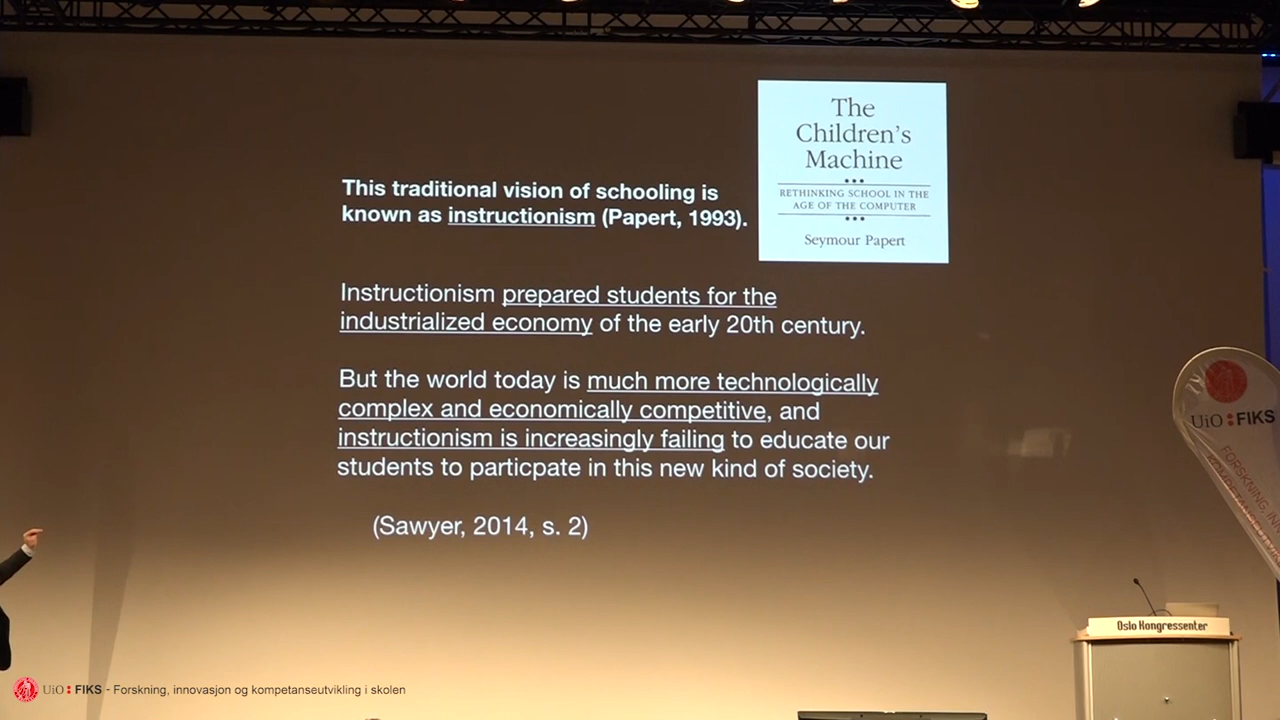 The
Children's
Machine
RETHINKING SCHOOL IN THE
AGE OF THE COMPUTER
Seymour Papert
This traditional vision of schooling is
known as instructionism (Papert, 1993).
Instructionism prepared students for the
industrialized economy of the early 20th century.
But the world today is much more technologically
complex and economically competitive, and
instructionism is increasingly failing to educate our
students to particpate in this new kind of society.
(Sawyer, 2014, s. 2)
UiO:FIKS
FORSKNING, IN
KOMPETANSEUTVIK
Oslo Kongressenter
UiO:FIKS - Forskning, innovasjon og kompetanseutvikling i skolen